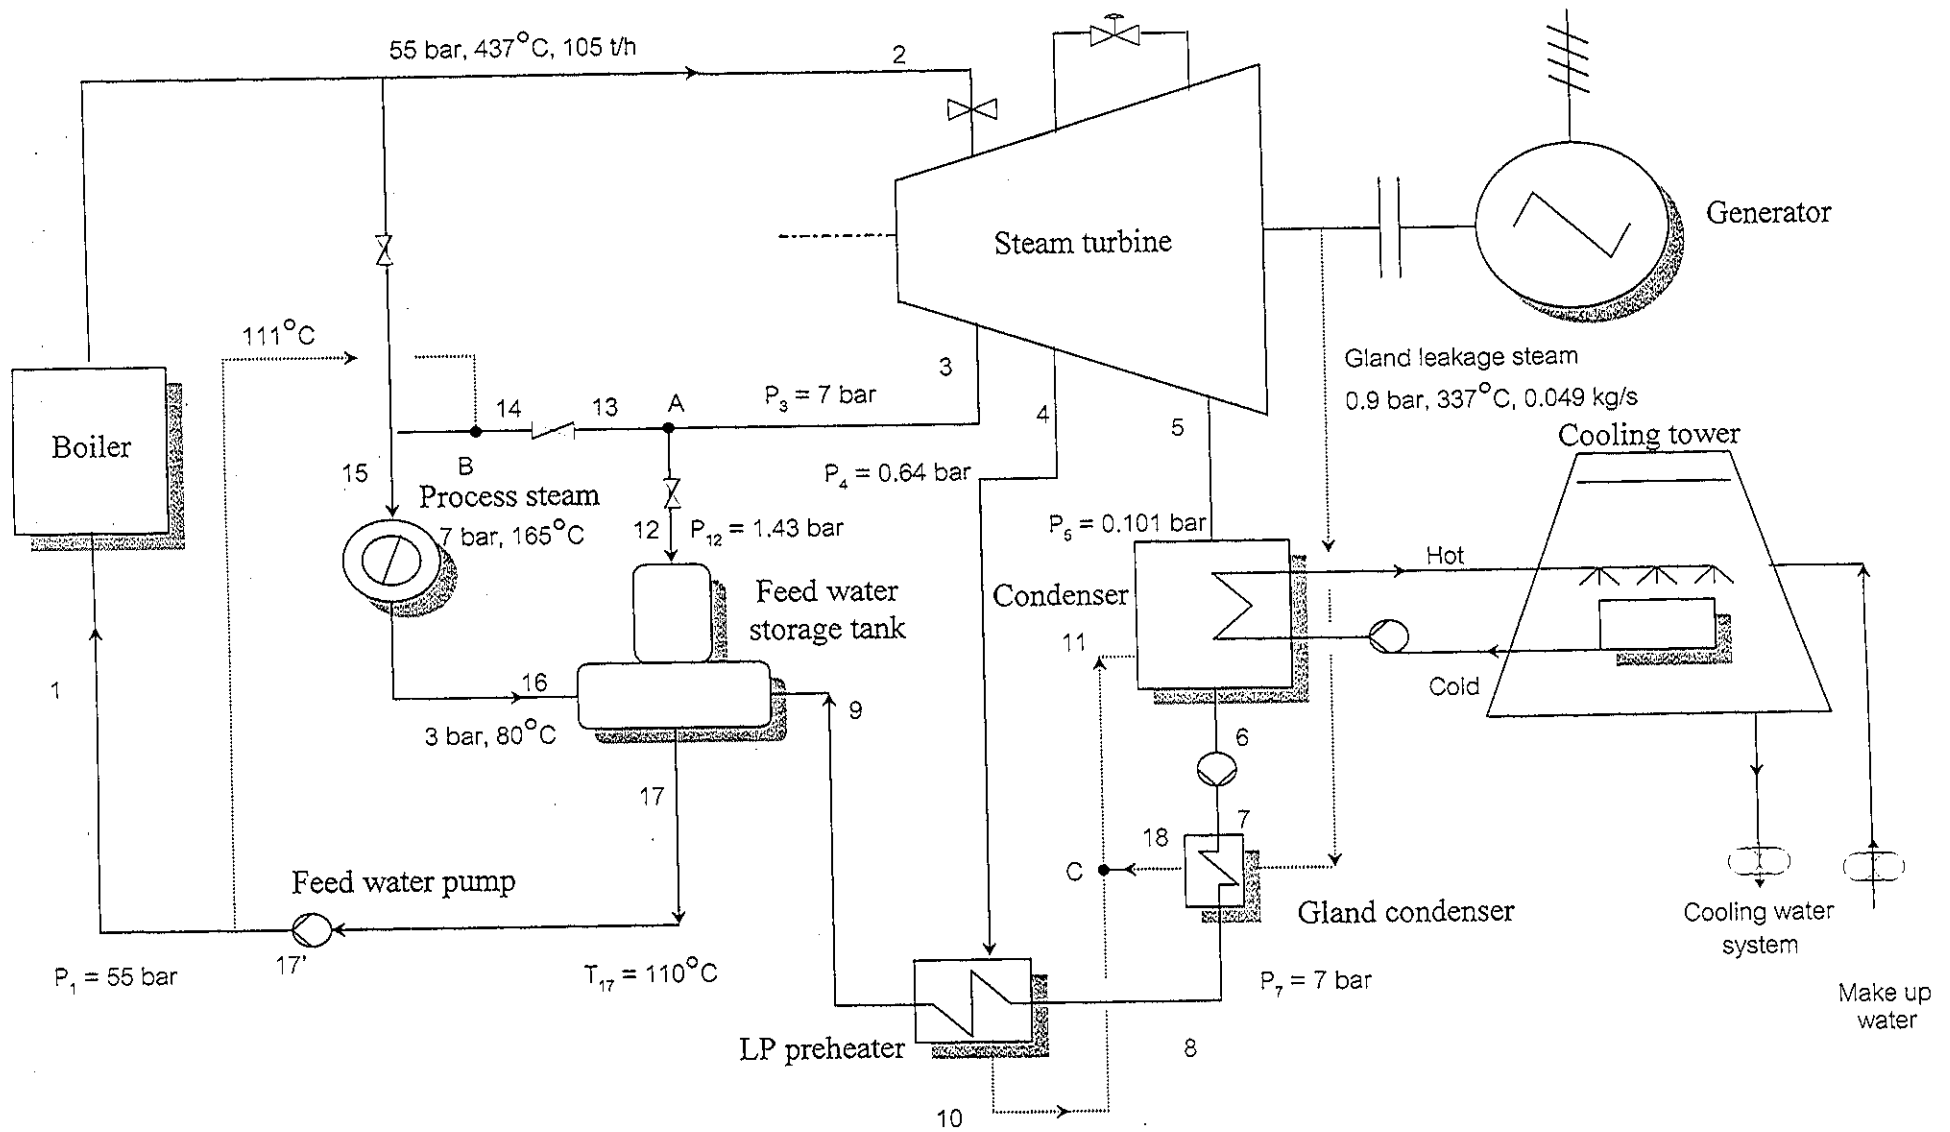 55 bar, 437°C, 105 t/h
2
Generator
Steam turbine
111°C
3
Gland leakage steam
0.9 bar, 337°C, 0.049 kg/s
P3 = 7 bar
14
13
A
4
5
Cooling tower
Boiler
B
15
P4 = 0.64 bar
Process steam
7 bar, 165°C
12
P12 = 1.43 bar
P5 = 0.101 bar
Hot
Condenser
Feed water
storage tank
11
1
16
9
Cold
3 bar, 80°C
6
17
7
18
C
Feed water pump
Gland condenser
Cooling water
system
17'
P1 = 55 bar
T17 = 110°C
P7 = 7 bar
Make up
water
LP preheater
8
10